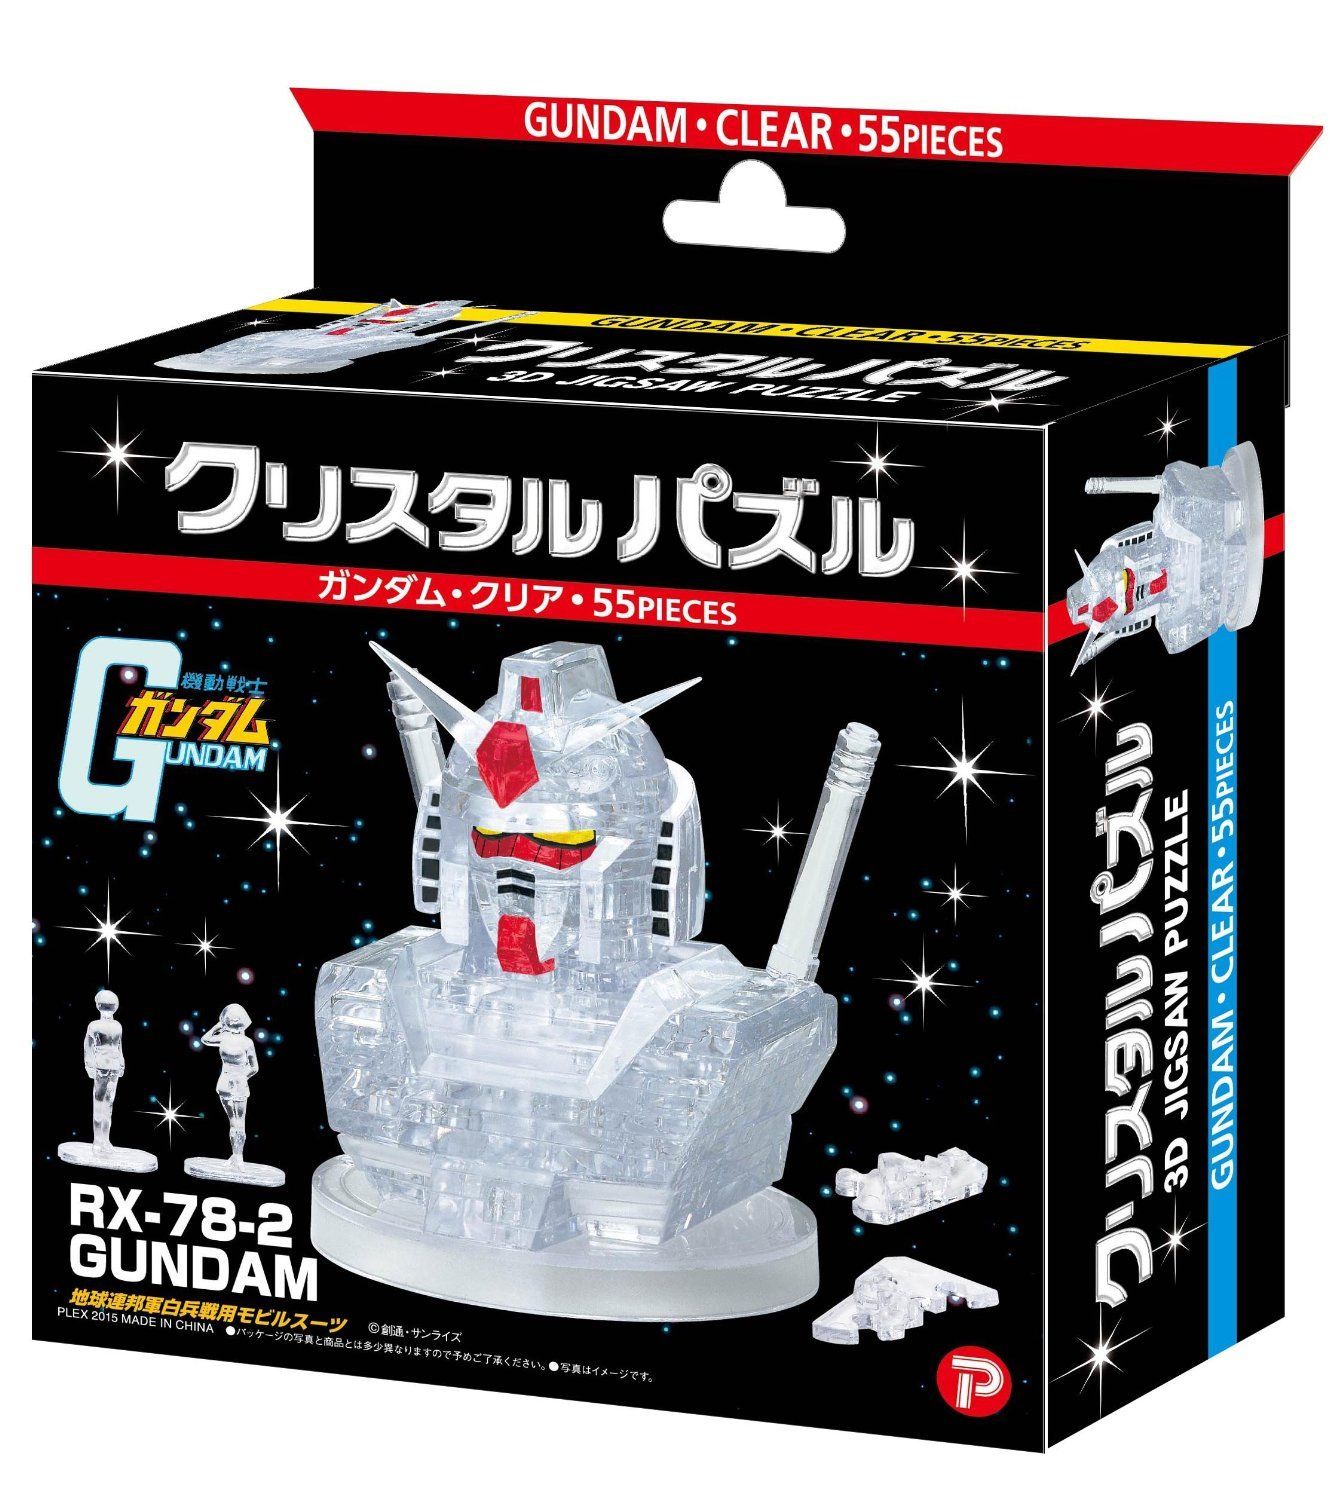 GUNDAM・CLEAR・55PIECES
GUNDAM・CLEAR・55PIECES
クリスタルパズル
3D JIGSAW PUZZLE
クリスタルパズル
ガンダム・クリア・55PIECES
機動戦士
ガンダム
GUNDAM
RX-78-2
GUNDAM
地球連邦軍白兵戦用モビルスーツ
PLEX 2015 MADE IN CHINA
©創通・サンライズ
●パッケージの写真と商品とは多少異なりますので予めご了承ください。●写真はイメージです。
P
クリスタルパズル
3D JIGSAW PUZZLE
GUNDAM・CLEAR・55PIECES